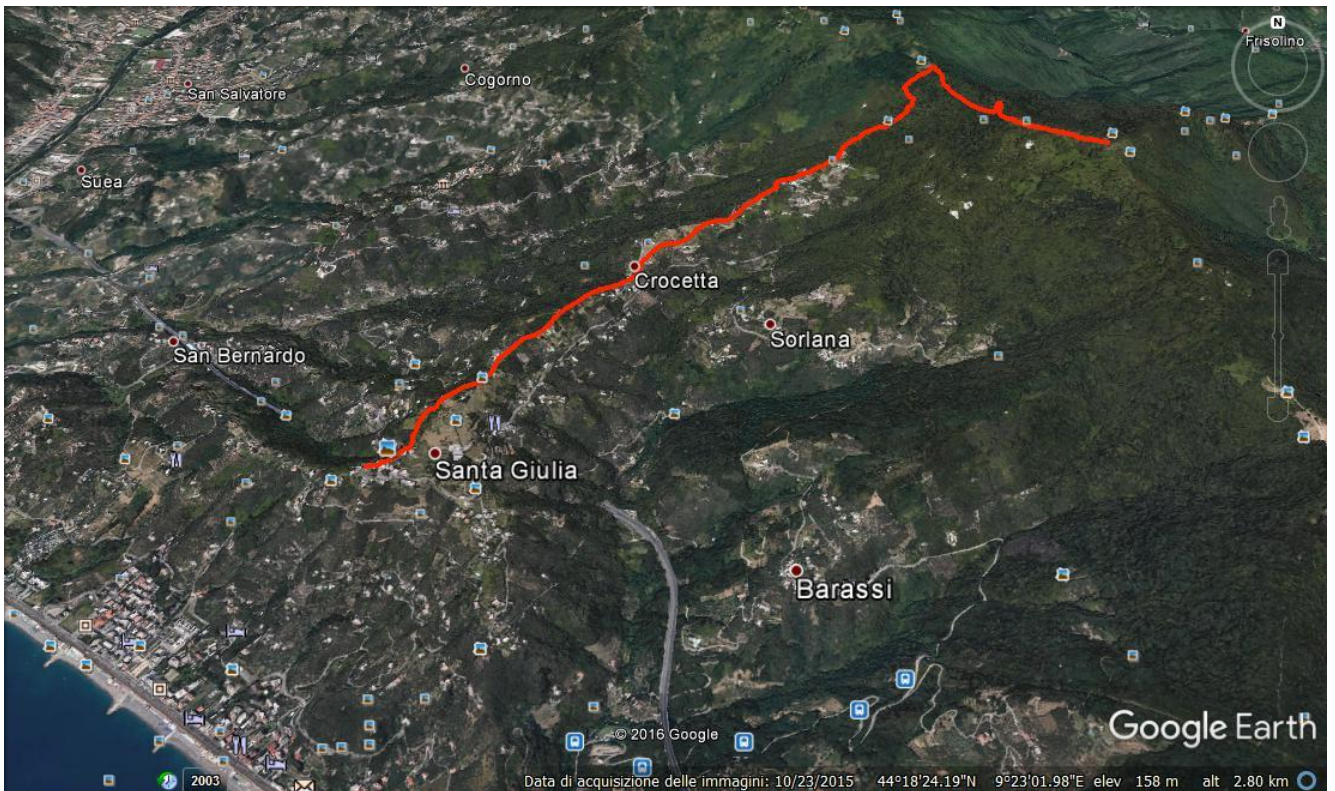 N
Frisolino
Cogorno
San Salvatore
Suea
Crocetta
Sorlana
San Bernardo
Santa Giulia
Barassi
Google Earth
© 2016 Google
2003
Data di acquisizione delle immagini: 10/23/2015 44°18'24.19"N 9°23'01.98"E elev 158 m alt 2.80 km